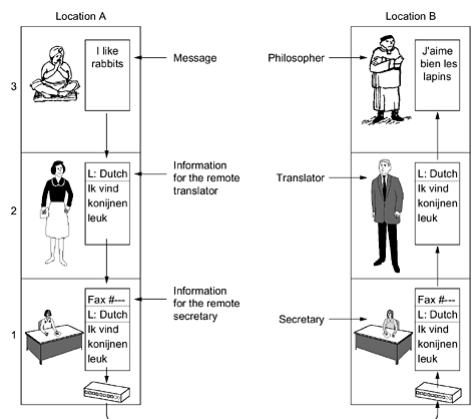 Location A
Location B
3
I like
rabbits
Message
Philosopher
J'aime
bien les
lapins
2
L: Dutch
Ik vind
konijnen
leuk
Information
for the remote
translator
Translator
L: Dutch
Ik vind
konijnen
leuk
1
Fax #---
L: Dutch
Ik vind
konijnen
leuk
Information
for the remote
secretary
Secretary
Fax #---
L: Dutch
Ik vind
konijnen
leuk